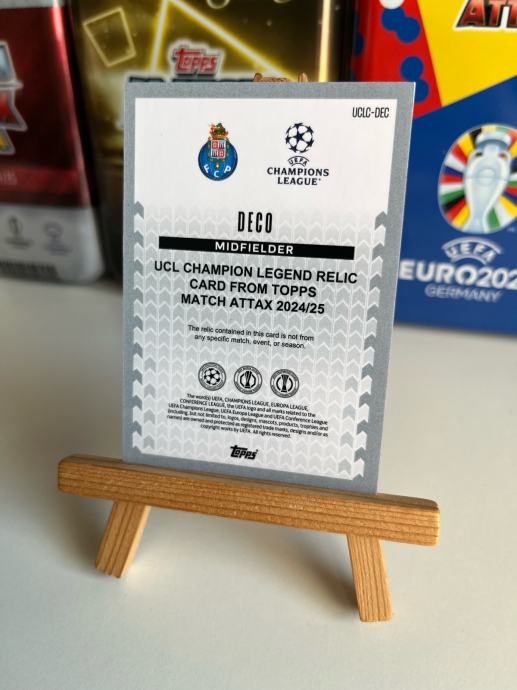 topps
ATT
UCLC-DEC
F C P
UEFA
CHAMPIONS
LEAGUE
DECO
MIDFIELDER
UCL CHAMPION LEGEND RELIC
CARD FROM TOPPS
MATCH ATTAX 2024/25
The relic contained in this card is not from
any specific match, event, or season.
The word(s) UEFA, CHAMPIONS LEAGUE, EUROPA LEAGUE,
CONFERENCE LEAGUE, the UEFA logo and all marks related to the
UEFA Champions League, UEFA Europa League and UEFA Conference League
(including, but not limited to, logos, designs, mascots, products, trophies and
names) are owned and protected as registered trade marks, designs and/or as
copyright works by UEFA. All rights reserved.
topps
UEFA
EURO202
GERMANY